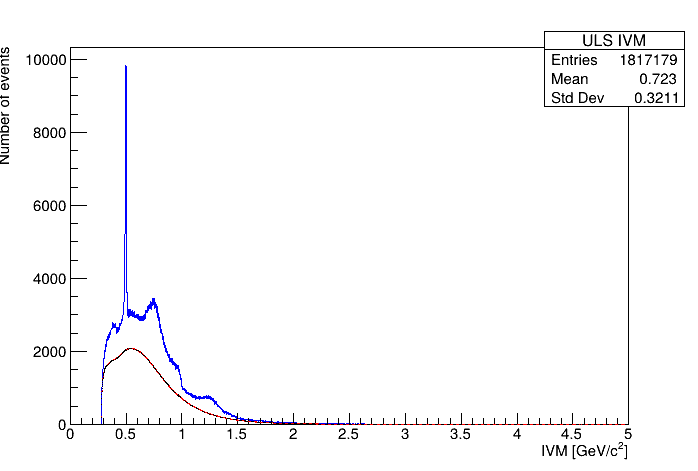 ULS IVM
Entries 1817179
Mean 0.723
Std Dev 0.3211
Number of events
10000
8000
6000
4000
2000
0
0 0.5 1 1.5 2 2.5 3 3.5 4 4.5 5
IVM [GeV/c²]